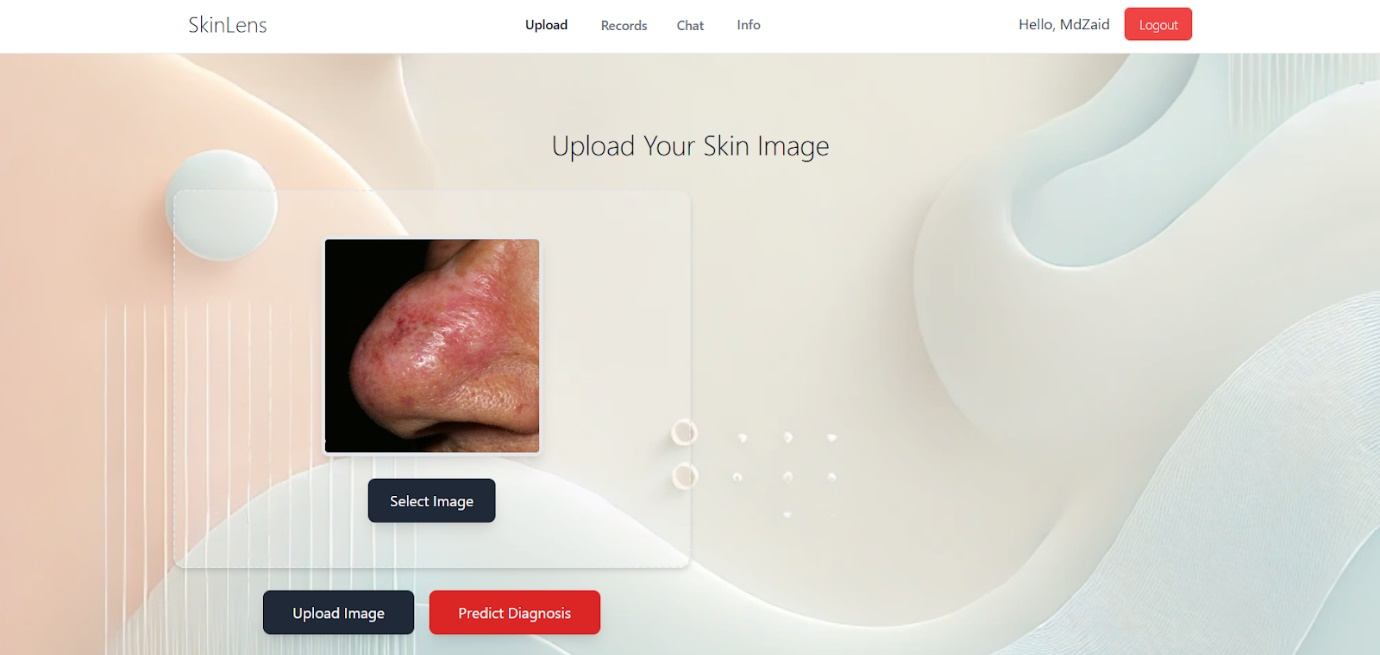 SkinLens
Upload Records Chat Info
Hello, MdZaid Logout
Upload Your Skin Image
Select Image
Upload Image Predict Diagnosis